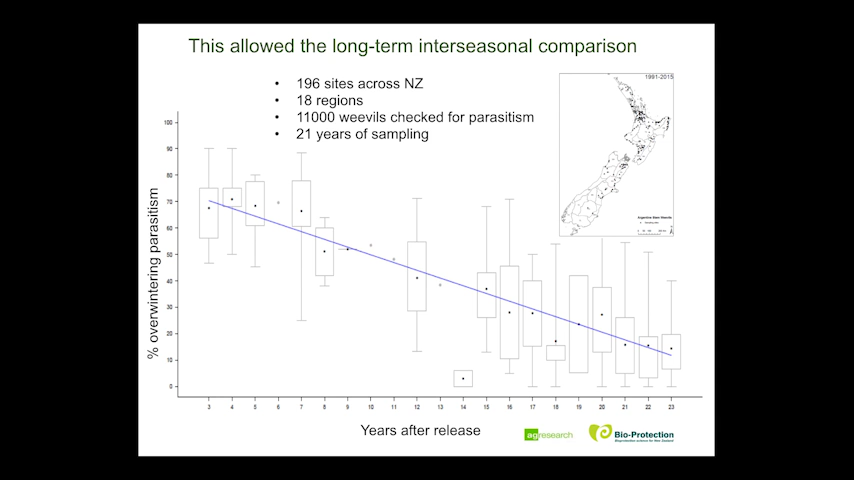 This allowed the long-term interseasonal comparison
• 196 sites across NZ
• 18 regions
• 11000 weevils checked for parasitism
• 21 years of sampling
1991-2015
% overwintering parasitism
100
90
80
70
60
50
40
30
20
10
0
3 4 5 6 7 8 9 10 11 12 13 14 15 16 17 18 19 20 21 22 23
Years after release
agresearch
Bio-Protection